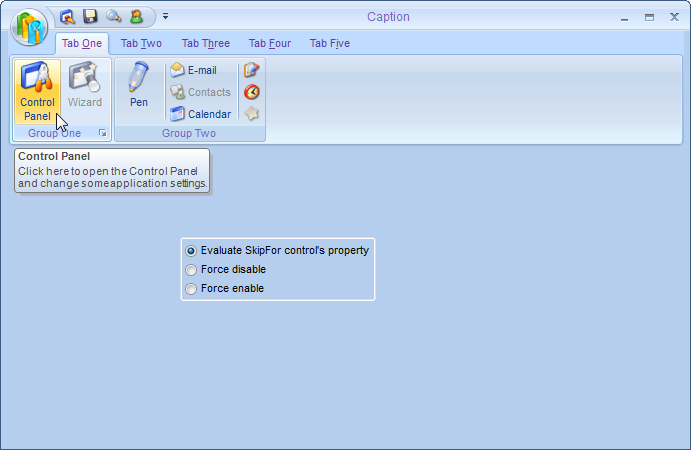 Caption
Tab One Tab Two Tab Three Tab Four Tab Five
Control Panel
Wizard
Group One
Pen
E-mail
Contacts
Calendar
Group Two
Control Panel
Click here to open the Control Panel
and change some application settings.
Evaluate SkipFor control's property
Force disable
Force enable